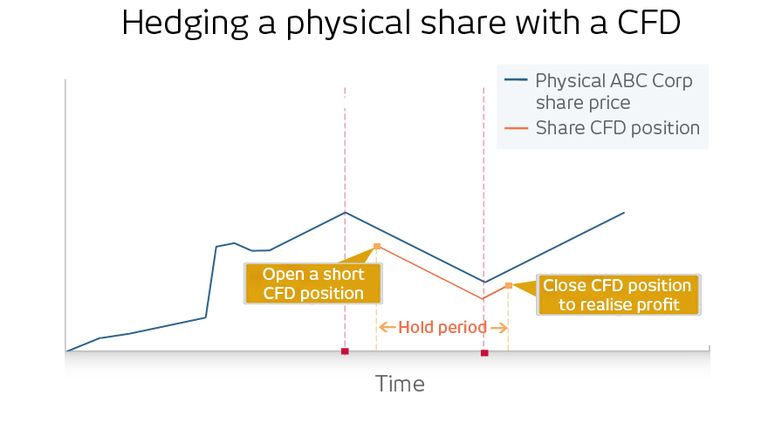 Hedging a physical share with a CFD
Physical ABC Corp
share price
Share CFD position
Open a short
CFD position
Close CFD position
to realise profit
Hold period
Time